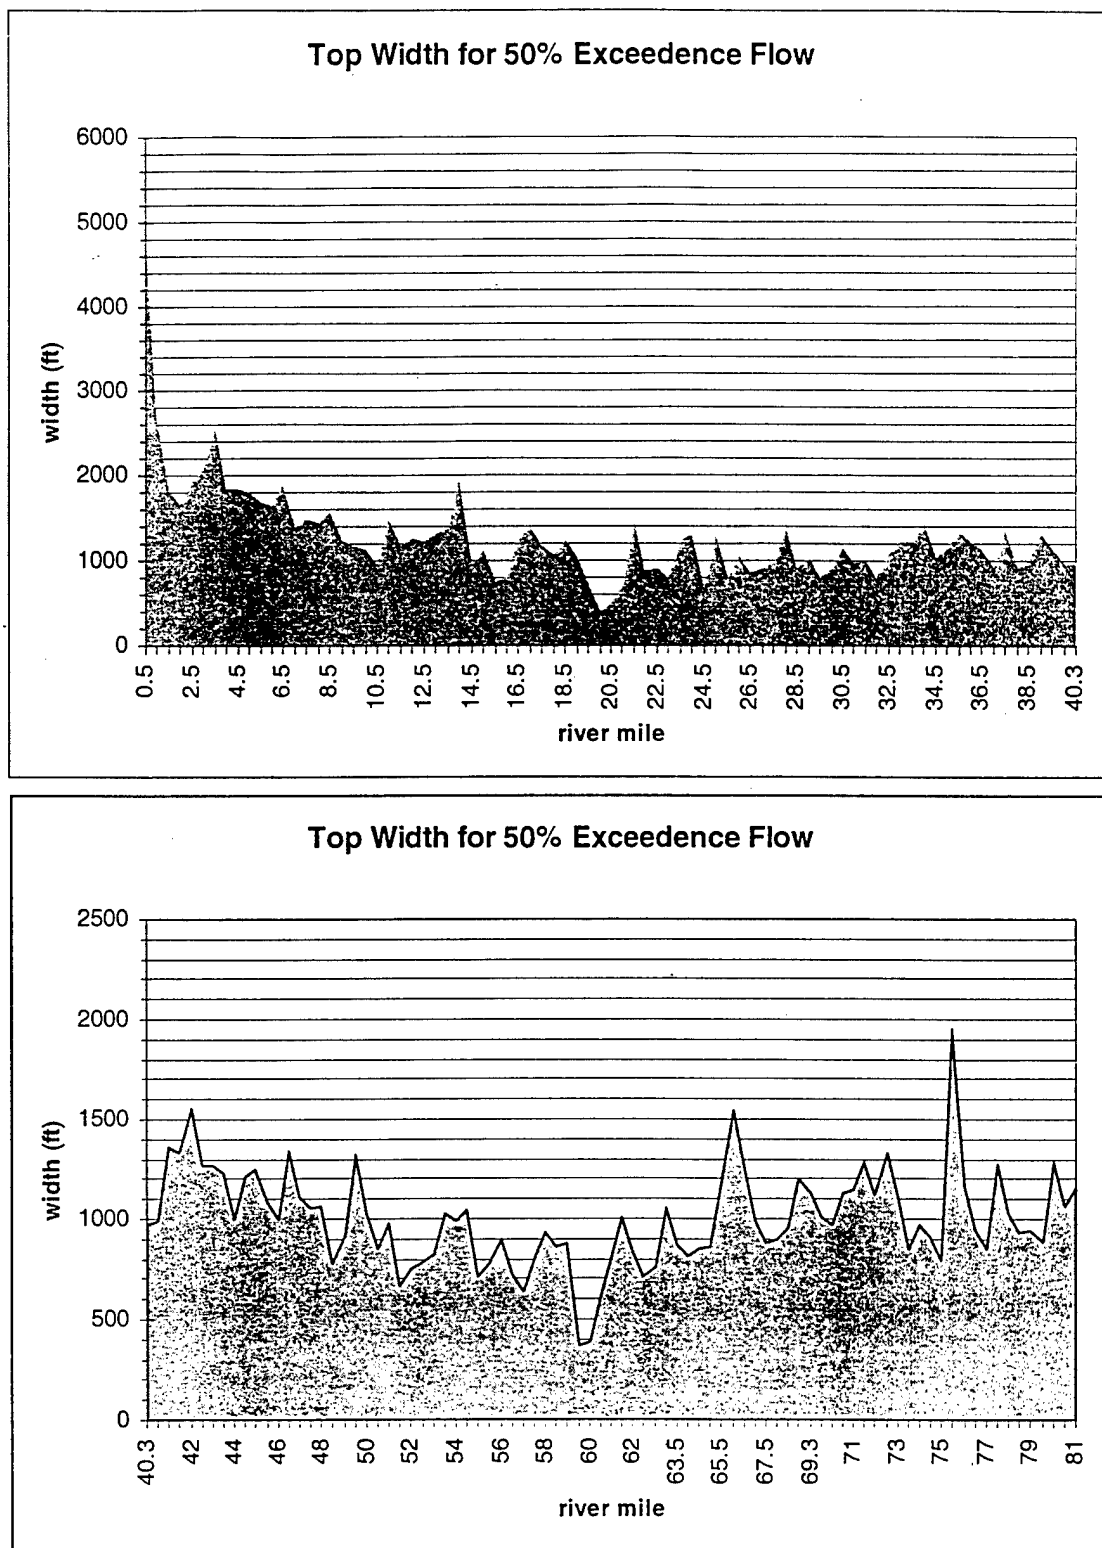 Top Width for 50% Exceedence Flow
6000
5000
4000
3000
2000
1000
0
width (ft)
0.5 2.5 4.5 6.5 8.5 10.5 12.5 14.5 16.5 18.5 20.5 22.5 24.5 26.5 28.5 30.5 32.5 34.5 36.5 38.5 40.3
river mile
Top Width for 50% Exceedence Flow
2500
2000
1500
1000
500
0
width (ft)
40.3 42 44 46 48 50 52 54 56 58 60 62 63.5 65.5 67.5 69.3 71 73 75 77 79 81
river mile